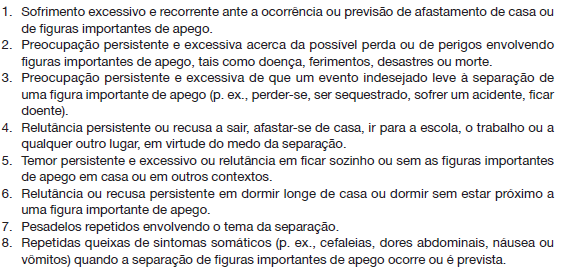 1. Sofrimento excessivo e recorrente ante a ocorrência ou previsão de afastamento de casa ou
de figuras importantes de apego.
2. Preocupação persistente e excessiva acerca da possível perda ou de perigos envolvendo
figuras importantes de apego, tais como doença, ferimentos, desastres ou morte.
3. Preocupação persistente e excessiva de que um evento indesejado leve à separação de
uma figura importante de apego (p. ex., perder-se, ser sequestrado, sofrer um acidente, ficar
doente).
4. Relutância persistente ou recusa a sair, afastar-se de casa, ir para a escola, o trabalho ou a
qualquer outro lugar, em virtude do medo da separação.
5. Temor persistente e excessivo ou relutância em ficar sozinho ou sem as figuras importantes
de apego em casa ou em outros contextos.
6. Relutância ou recusa persistente em dormir longe de casa ou dormir sem estar próximo a
uma figura importante de apego.
7. Pesadelos repetidos envolvendo o tema da separação.
8. Repetidas queixas de sintomas somáticos (p. ex., cefaleias, dores abdominais, náusea ou
vômitos) quando a separação de figuras importantes de apego ocorre ou é prevista.